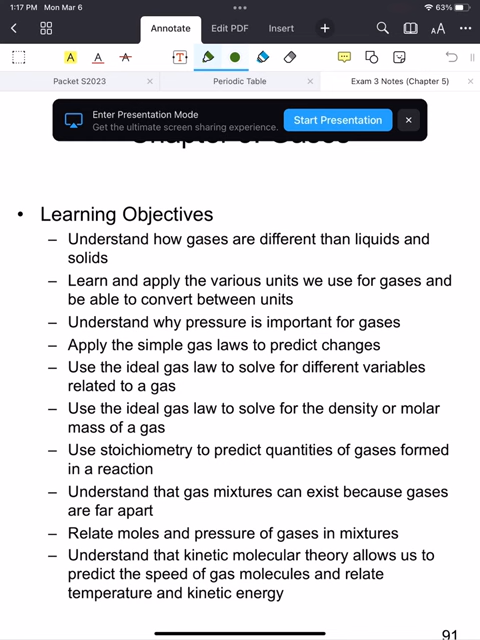 1:17 PM Mon Mar 6
63%
Annotate Edit PDF Insert
AA
A A A T
Packet S2023 Periodic Table Exam 3 Notes (Chapter 5)
Enter Presentation Mode
Get the ultimate screen sharing experience.
Start Presentation
• Learning Objectives
– Understand how gases are different than liquids and
solids
– Learn and apply the various units we use for gases and
be able to convert between units
– Understand why pressure is important for gases
– Apply the simple gas laws to predict changes
– Use the ideal gas law to solve for different variables
related to a gas
– Use the ideal gas law to solve for the density or molar
mass of a gas
– Use stoichiometry to predict quantities of gases formed
in a reaction
– Understand that gas mixtures can exist because gases
are far apart
– Relate moles and pressure of gases in mixtures
– Understand that kinetic molecular theory allows us to
predict the speed of gas molecules and relate
temperature and kinetic energy
91